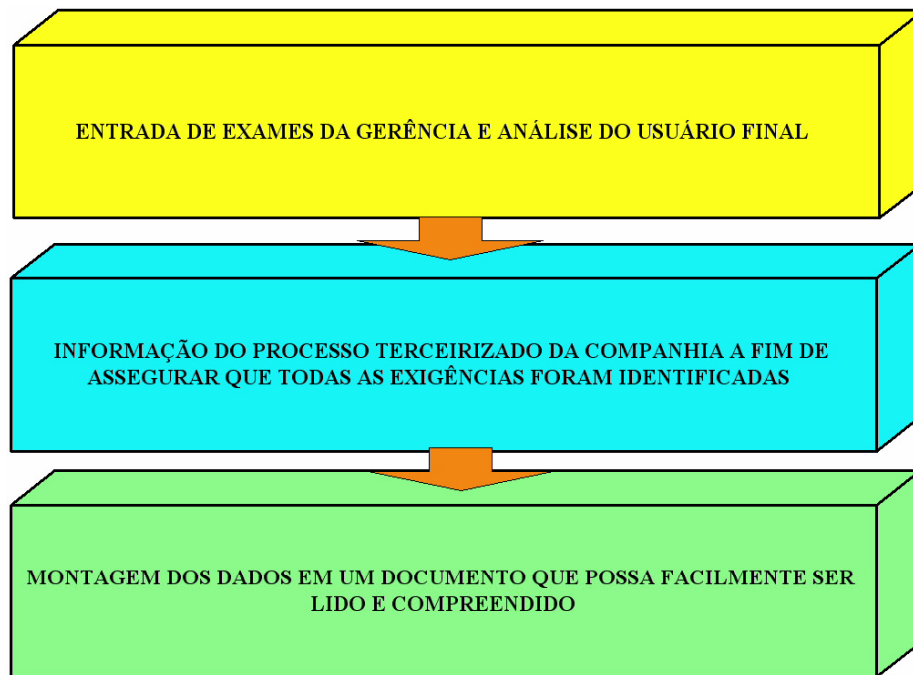 ENTRADA DE EXAMES DA GERÊNCIA E ANÁLISE DO USUÁRIO FINAL
INFORMAÇÃO DO PROCESSO TERCEIRIZADO DA COMPANHIA A FIM DE
ASSEGURAR QUE TODAS AS EXIGÊNCIAS FORAM IDENTIFICADAS
MONTAGEM DOS DADOS EM UM DOCUMENTO QUE POSSA FACILMENTE SER
LIDO E COMPREENDIDO